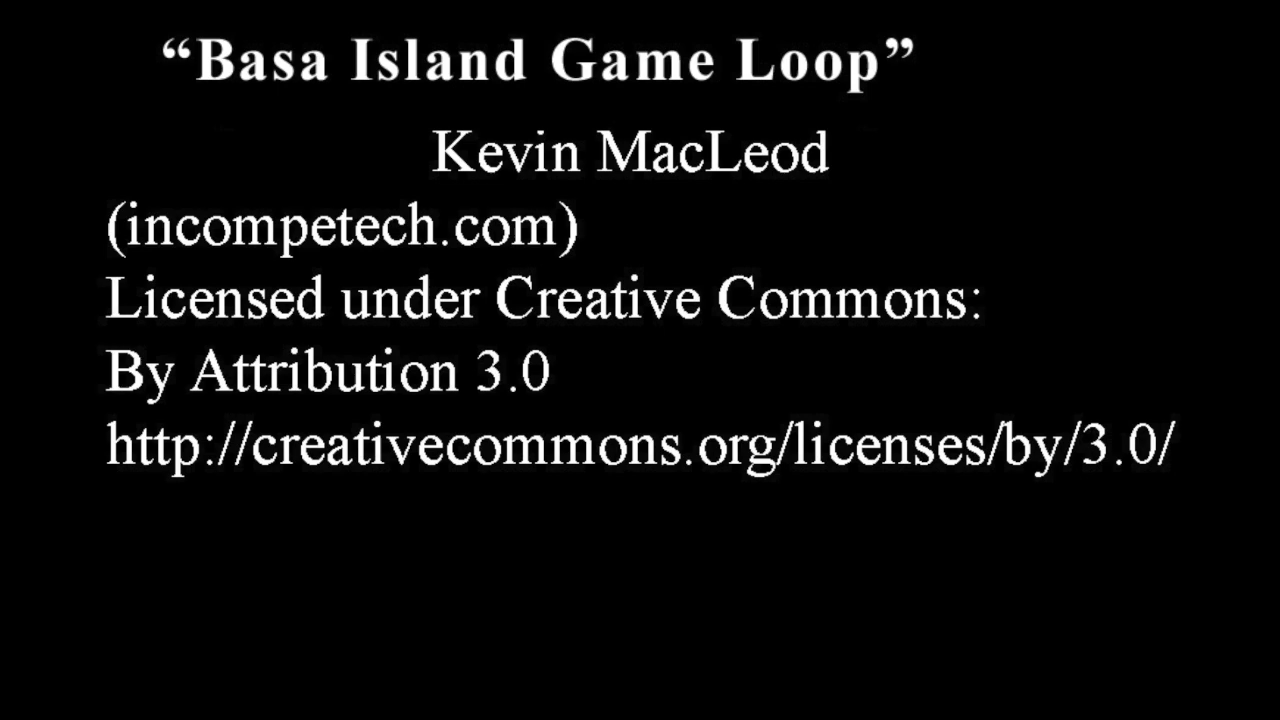 “Basa Island Game Loop”
Kevin MacLeod
(incompetech.com)
Licensed under Creative Commons:
By Attribution 3.0
http://creativecommons.org/licenses/by/3.0/